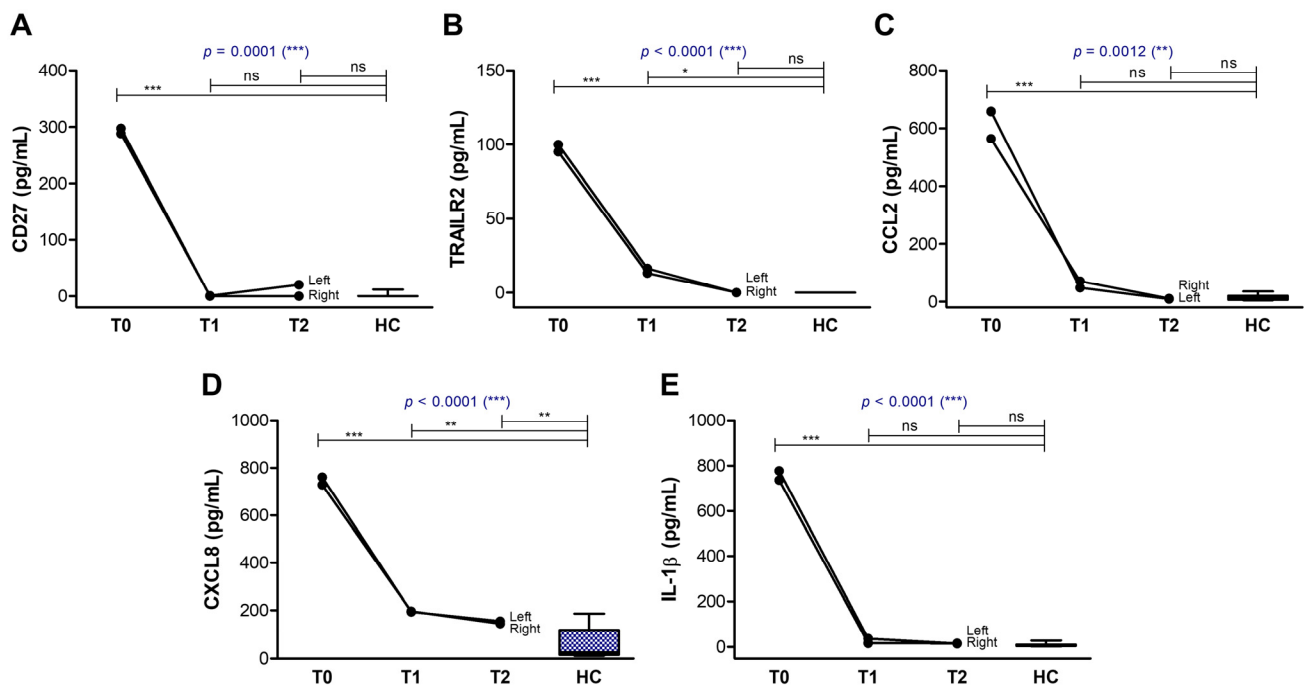 A
p = 0.0001 (***)
ns
ns
***
CD27 (pg/mL)
400
300
200
100
0
Left
Right
T0 T1 T2 HC
B
p < 0.0001 (***)
ns
*
***
TRAILR2 (pg/mL)
150
100
50
0
Left
Right
T0 T1 T2 HC
C
p = 0.0012 (**)
ns
ns
***
CCL2 (pg/mL)
800
600
400
200
0
Right
Left
T0 T1 T2 HC
D
p < 0.0001 (***)
**
**
***
CXCL8 (pg/mL)
1000
800
600
400
200
0
Left
Right
T0 T1 T2 HC
E
p < 0.0001 (***)
ns
ns
***
IL-1β (pg/mL)
1000
800
600
400
200
0
Left
Right
T0 T1 T2 HC